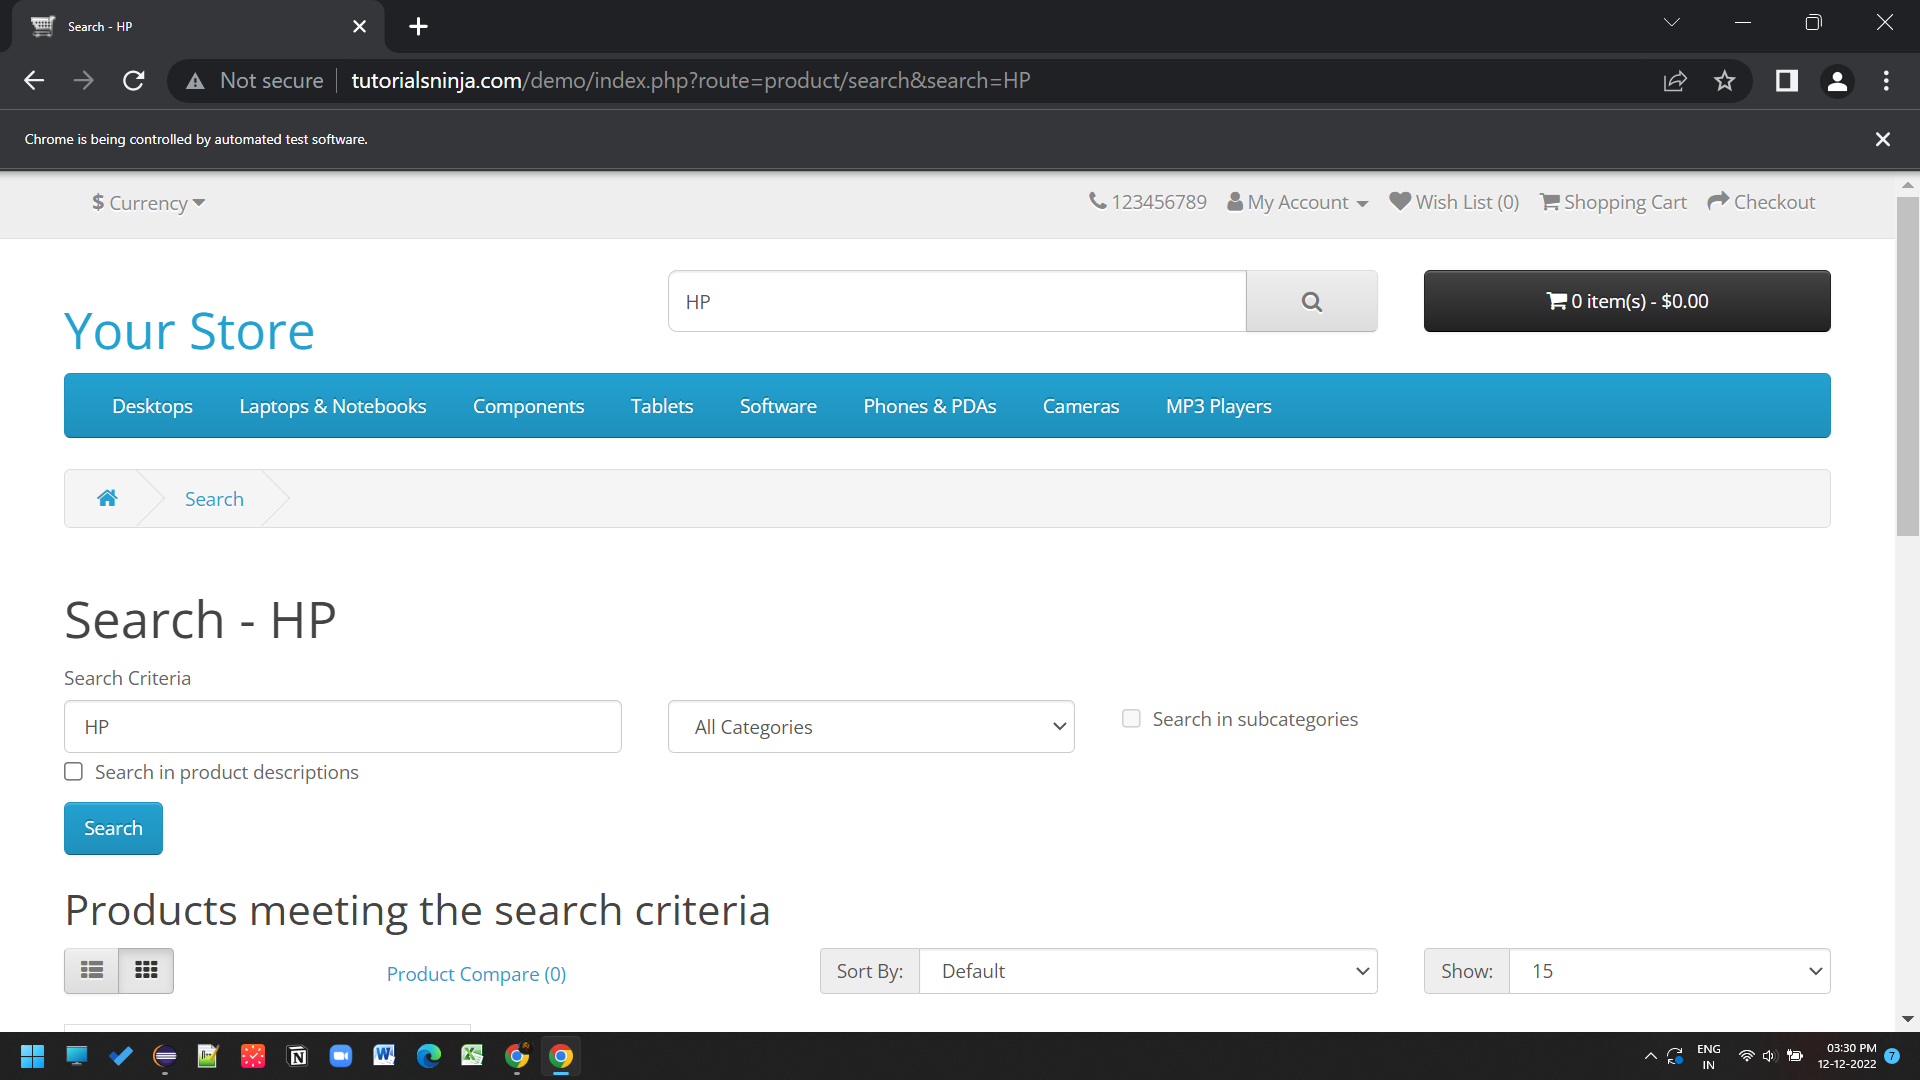 Search - HP
Not secure tutorialsninja.com/demo/index.php?route=product/search&search=HP
Chrome is being controlled by automated test software.
$ Currency 123456789 My Account Wish List (0) Shopping Cart Checkout
HP
0 item(s) - $0.00
Your Store
Desktops Laptops & Notebooks Components Tablets Software Phones & PDAs Cameras MP3 Players
Search
Search - HP
Search Criteria
HP All Categories Search in subcategories
Search in product descriptions
Search
Products meeting the search criteria
Product Compare (0) Sort By: Default Show: 15
ENG
IN
03:30 PM
12-12-2022
7